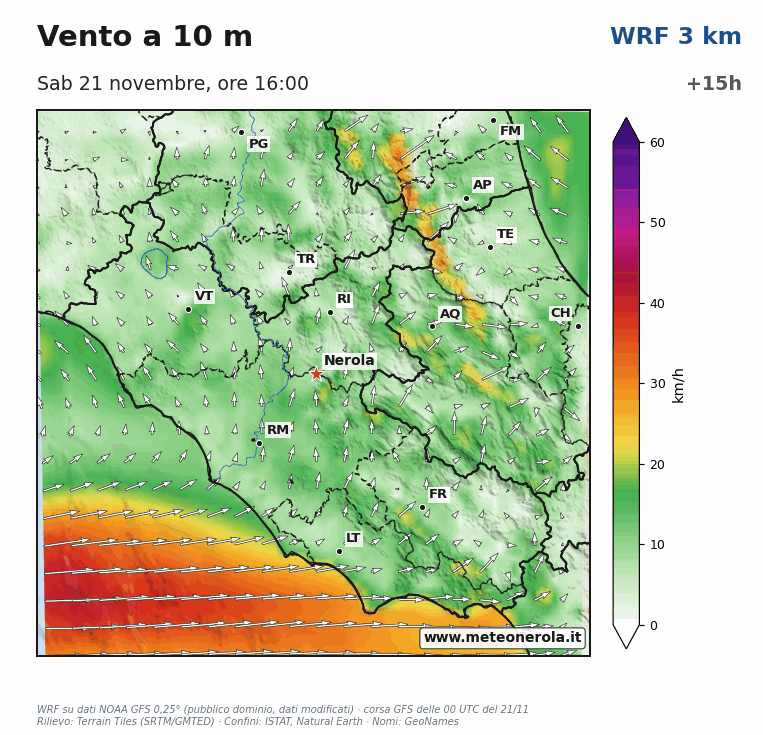 Vento a 10 m
WRF 3 km
Sab 21 novembre, ore 16:00
+15h
FM
PG
AP
TE
TR
VT
RI
AQ
CH
Nerola
RM
FR
LT
www.meteonerola.it
60
50
40
30
20
10
0
km/h
WRF su dati NOAA GFS 0,25° (pubblico dominio, dati modificati) · corsa GFS delle 00 UTC del 21/11
Rilievo: Terrain Tiles (SRTM/GMTED) · Confini: ISTAT, Natural Earth · Nomi: GeoNames